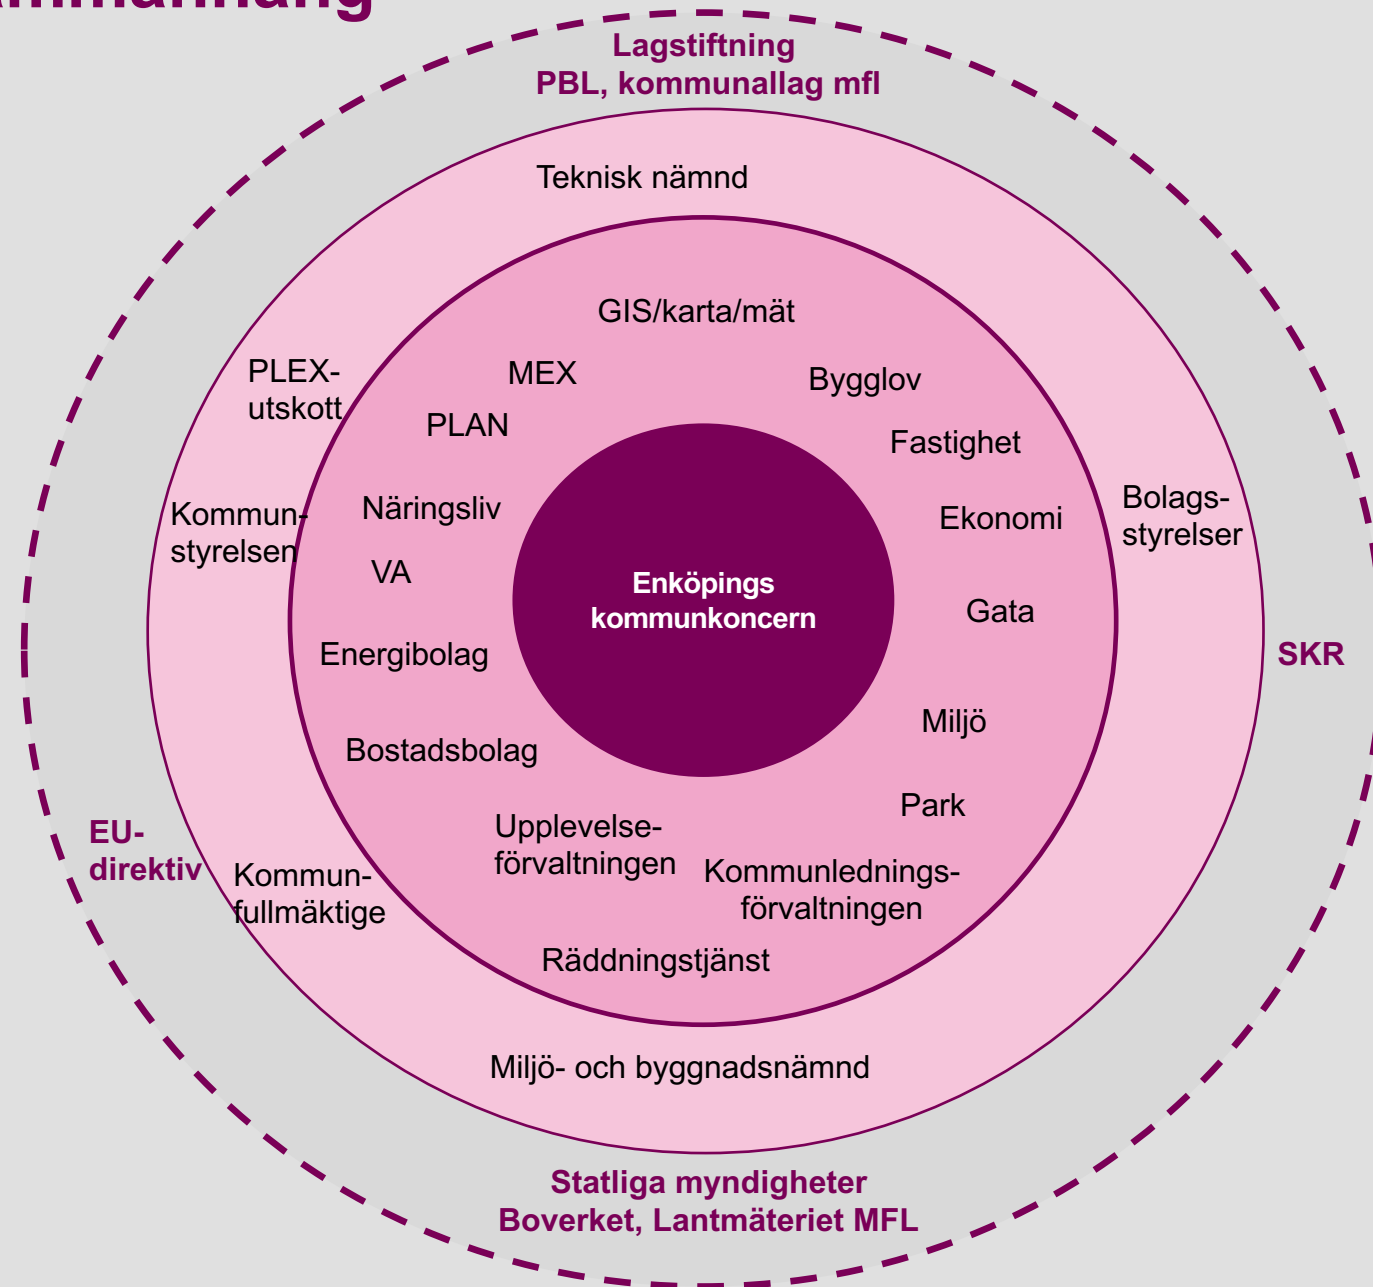 Lagstiftning
PBL, kommunallag mfl
Teknisk nämnd
GIS/karta/mät
MEX
PLAN
Bygglov
Fastighet
PLEX-
utskott
Kommun-
styrelsen
Näringsliv
VA
Energibolag
Bostadsbolag
Enköpings
kommunkoncern
Ekonomi
Gata
Miljö
Park
Bolags-
styrelser
SKR
EU-
direktiv
Kommun-
fullmäktige
Upplevelse-
förvaltningen
Kommunlednings-
förvaltningen
Räddningstjänst
Miljö- och byggnadsnämnd
Statliga myndigheter
Boverket, Lantmäteriet MFL